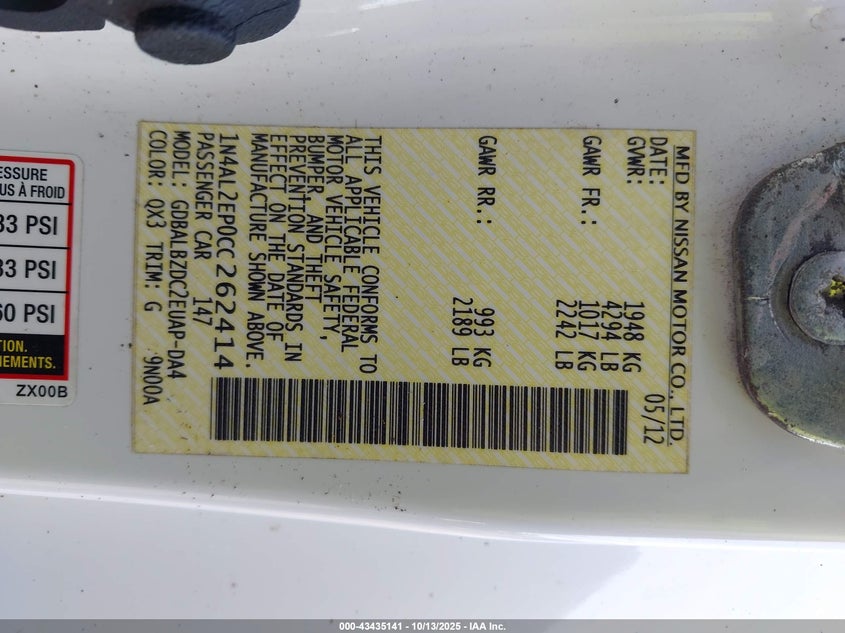 MFD BY NISSAN MOTOR CO., LTD.
DATE: 05/12
GVWR: 1948 KG
4294 LB
GAWR FR.: 1017 KG
2242 LB
GAWR RR.: 993 KG
2189 LB
THIS VEHICLE CONFORMS TO
ALL APPLICABLE FEDERAL
MOTOR VEHICLE SAFETY,
BUMPER, AND THEFT
PREVENTION STANDARDS IN
EFFECT ON THE DATE OF
MANUFACTURE SHOWN ABOVE.
1N4AL2EP0CC262414
PASSENGER CAR 147
MODEL: GDBALBZDC2EUAP-DA4
COLOR: QX3 TRIM: G 9N00A
ESSURE
US À FROID
33 PSI
33 PSI
60 PSI
TION.
NEMENTS.
ZX00B
000-43435141 - 10/13/2025 - IAA Inc.